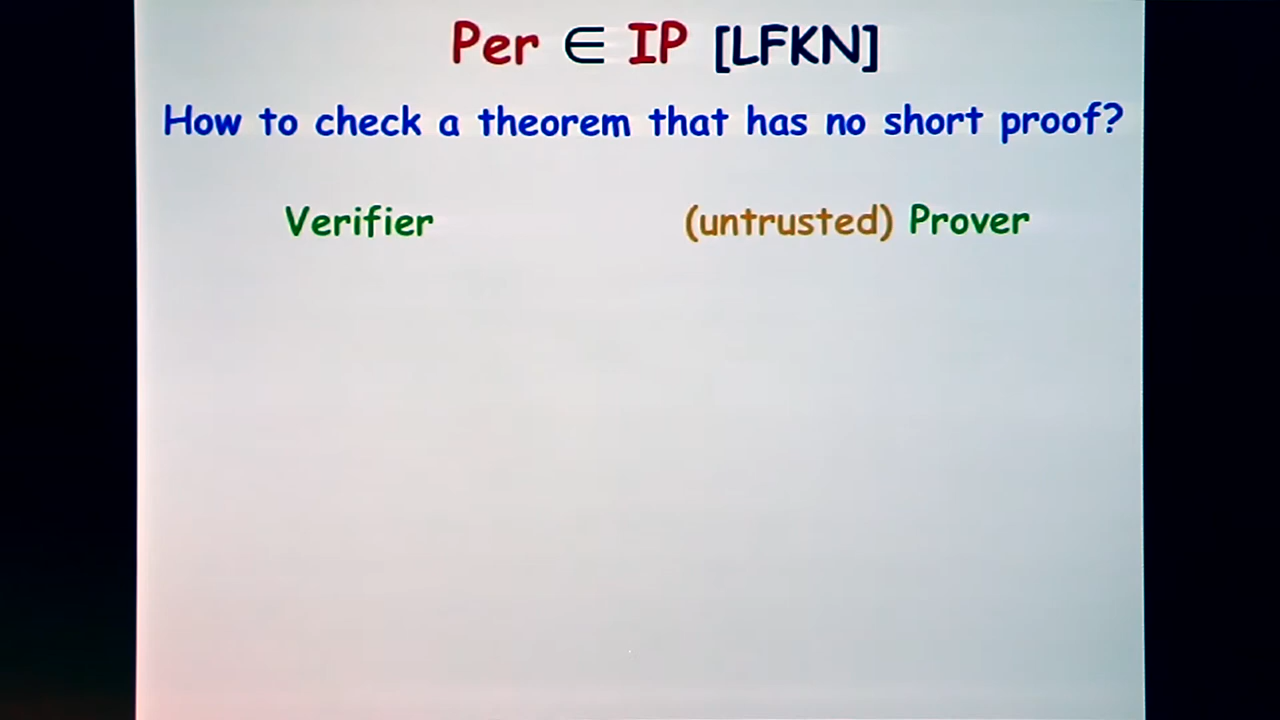 Per ∈ IP [LFKN]
How to check a theorem that has no short proof?
Verifier (untrusted) Prover